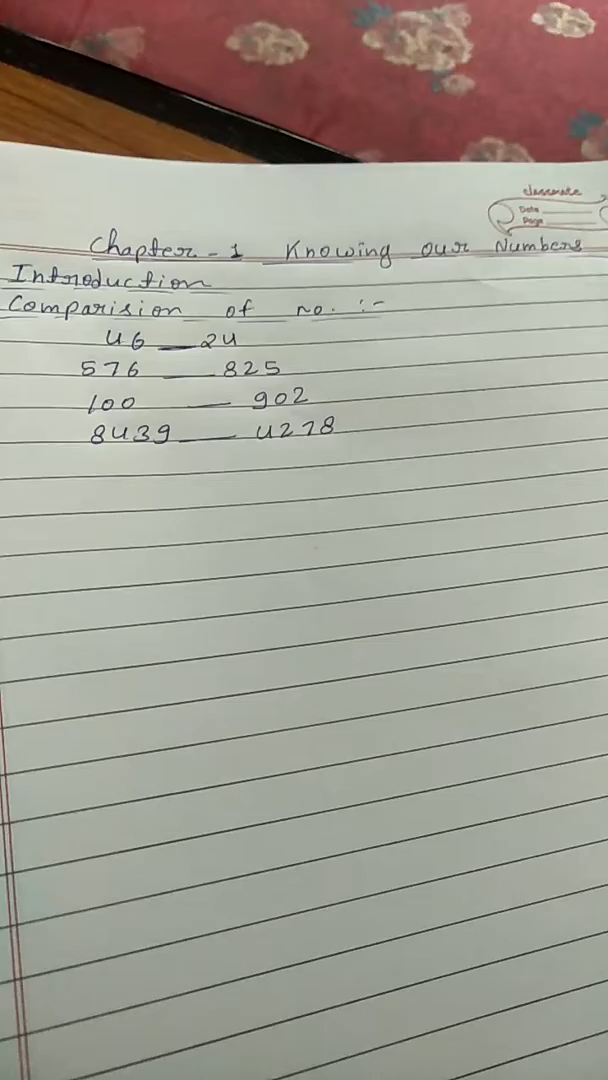 classmate
Date
Page
Chapter - 1 Knowing our Numbers
Introduction
Comparision of no. :-
46 __ 24
576 __ 825
100 __ 902
8439 __ 4278